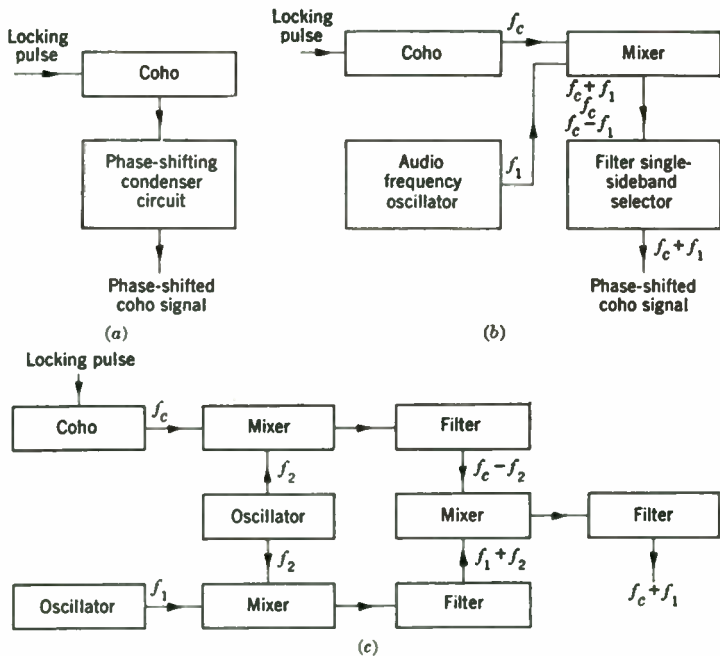 Locking
pulse
Coho
Phase-shifting
condenser
circuit
Phase-shifted
coho signal
(a)
Locking
pulse
Coho
f_c
Mixer
f_c + f_1
f_c
f_c − f_1
Audio
frequency
oscillator
f_1
Filter single-
sideband
selector
f_c + f_1
Phase-shifted
coho signal
(b)
Locking pulse
Coho
f_c
Mixer
Filter
f_2
f_c − f_2
Oscillator
Mixer
Filter
f_2
f_1 + f_2
f_c + f_1
Oscillator
f_1
Mixer
Filter
(c)